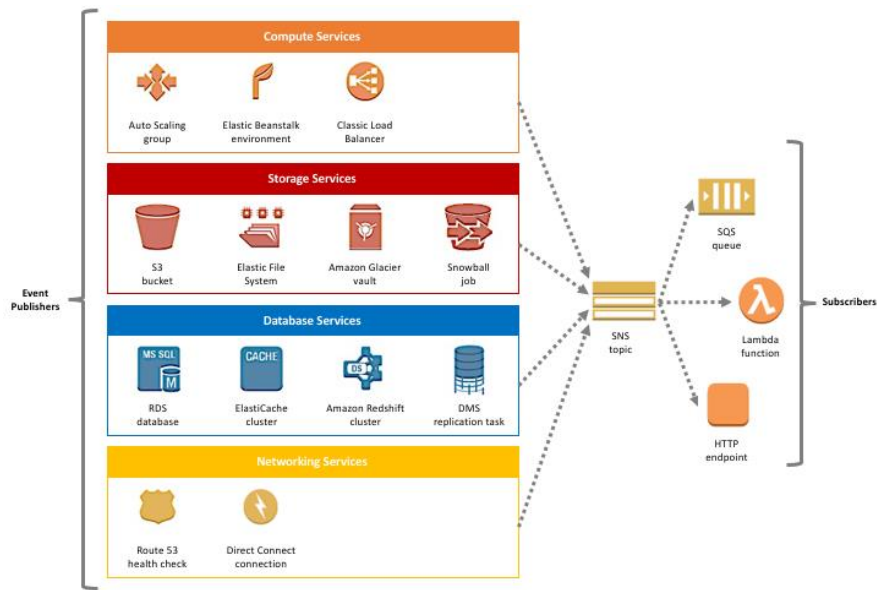 Event
Publishers
Compute Services
Auto Scaling
group
Elastic Beanstalk
environment
Classic Load
Balancer
Storage Services
S3
bucket
Elastic File
System
Amazon Glacier
vault
Snowball
job
Database Services
MS SQL
M
RDS
database
CACHE
ElastiCache
cluster
DS
Amazon Redshift
cluster
DMS
replication task
Networking Services
Route 53
health check
Direct Connect
connection
SNS
topic
SQS
queue
λ
Lambda
function
HTTP
endpoint
Subscribers